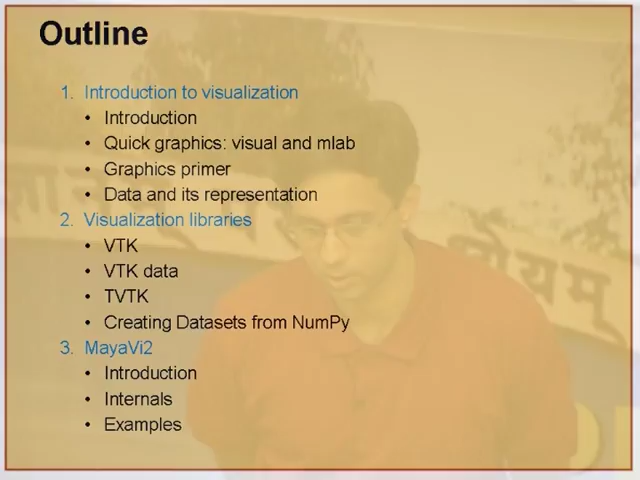 Outline
1. Introduction to visualization
• Introduction
• Quick graphics: visual and mlab
• Graphics primer
• Data and its representation
2. Visualization libraries
• VTK
• VTK data
• TVTK
• Creating Datasets from NumPy
3. MayaVi2
• Introduction
• Internals
• Examples